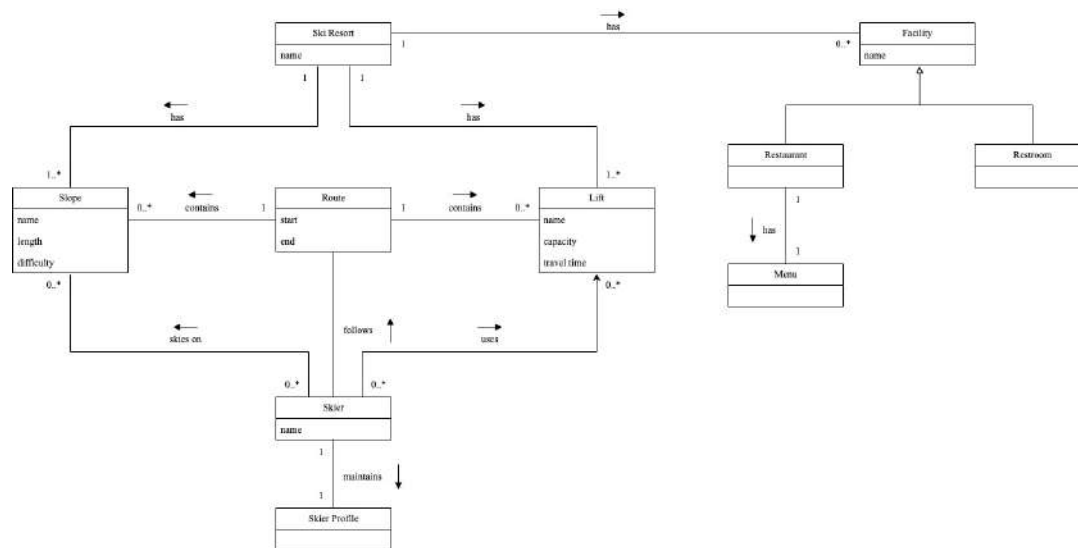 has
Ski Resort
1
0..*
Facility
name
name
1
1
has
has
Restaurant
Restroom
1..*
1..*
Slope
0..*
contains
1
Route
1
contains
0..*
Lift
name
start
name
1
length
end
capacity
has
difficulty
travel time
1
0..*
0..*
Menu
skies on
follows
uses
0..*
0..*
Skier
name
1
maintains
1
Skier Profile